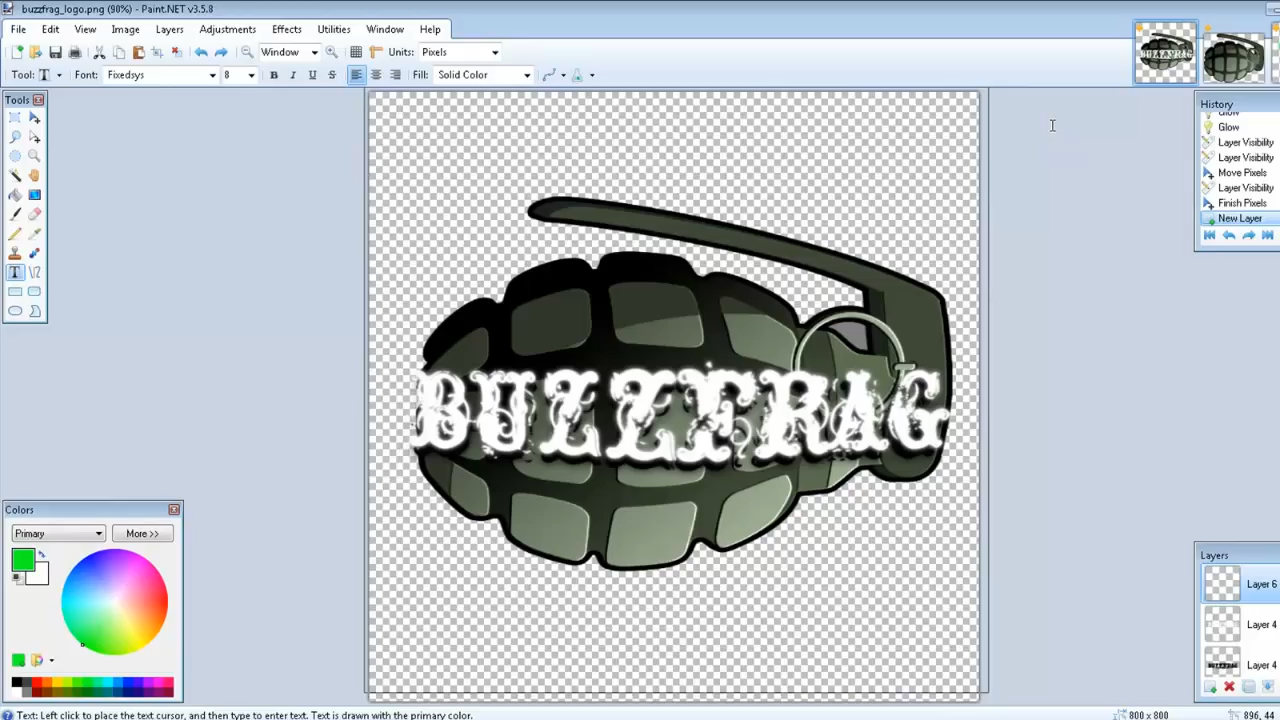 buzzfrag_logo.png (90%) - Paint.NET v3.5.8
File Edit View Image Layers Adjustments Effects Utilities Window Help
Window Units: Pixels
Tool: T Font: Fixedsys 8 B I U S Fill: Solid Color
Tools
History
Glow
Glow
Layer Visibility
Layer Visibility
Move Pixels
Layer Visibility
Finish Pixels
New Layer
BUZZFRAG
Colors
Primary More >>
Layers
Layer 6
Layer 4
Layer 4
Text: Left click to place the text cursor, and then type to enter text. Text is drawn with the primary color. 800 x 800 896, 44